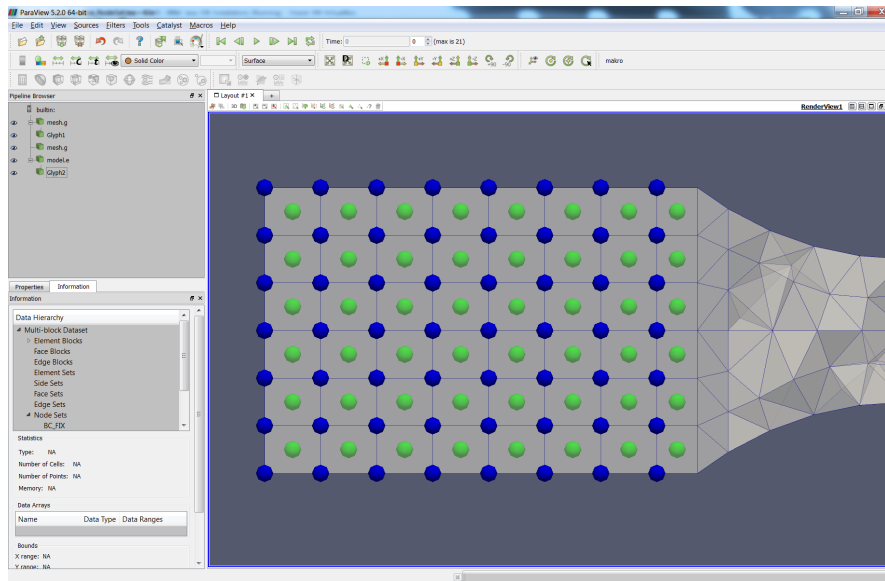 ParaView 5.2.0 64-bit
File Edit View Sources Filters Tools Catalyst Macros Help
Time: 0 0 (max is 21)
Solid Color Surface makro
Pipeline Browser
builtin:
mesh.g
Glyph1
mesh.g
model.e
Glyph2
Layout #1 X +
3D
RenderView1
Properties Information
Information
Data Hierarchy
Multi-block Dataset
Element Blocks
Face Blocks
Edge Blocks
Element Sets
Side Sets
Face Sets
Edge Sets
Node Sets
BC_FIX
Statistics
Type: NA
Number of Cells: NA
Number of Points: NA
Memory: NA
Data Arrays
Name Data Type Data Ranges
Bounds
X range: NA
Y range: NA